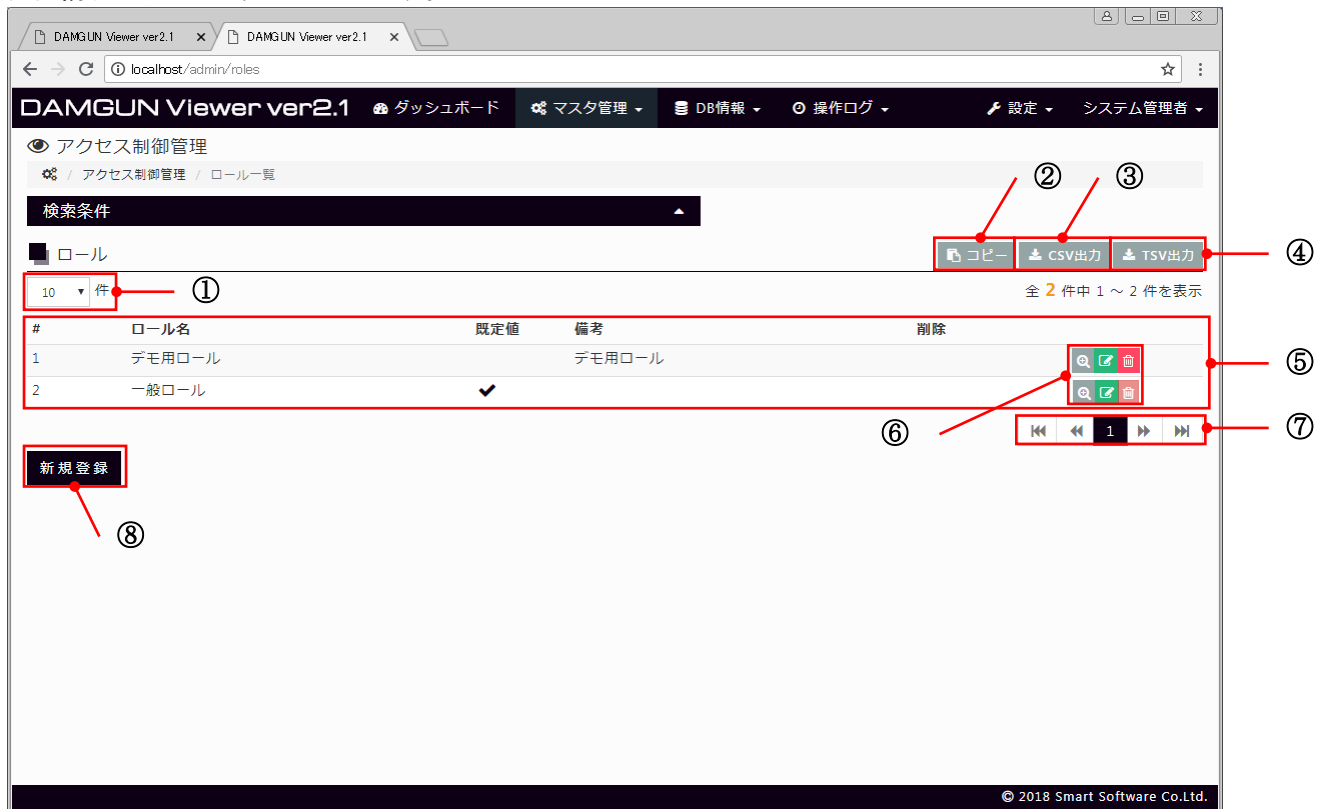 DAMGUN Viewer ver2.1 DAMGUN Viewer ver2.1
localhost/admin/roles
DAMGUN Viewer ver2.1 ダッシュボード マスタ管理 DB情報 操作ログ 設定 システム管理者
アクセス制御管理
/ アクセス制御管理 / ロール一覧
② ③
検索条件
ロール コピー CSV出力 TSV出力 ④
10 件 ① 全 2 件中 1 ～ 2 件を表示
# ロール名 既定値 備考 削除
1 デモ用ロール デモ用ロール
⑤
2 一般ロール ✔
⑥ 1 ⑦
新規登録
⑧
© 2018 Smart Software Co.Ltd.